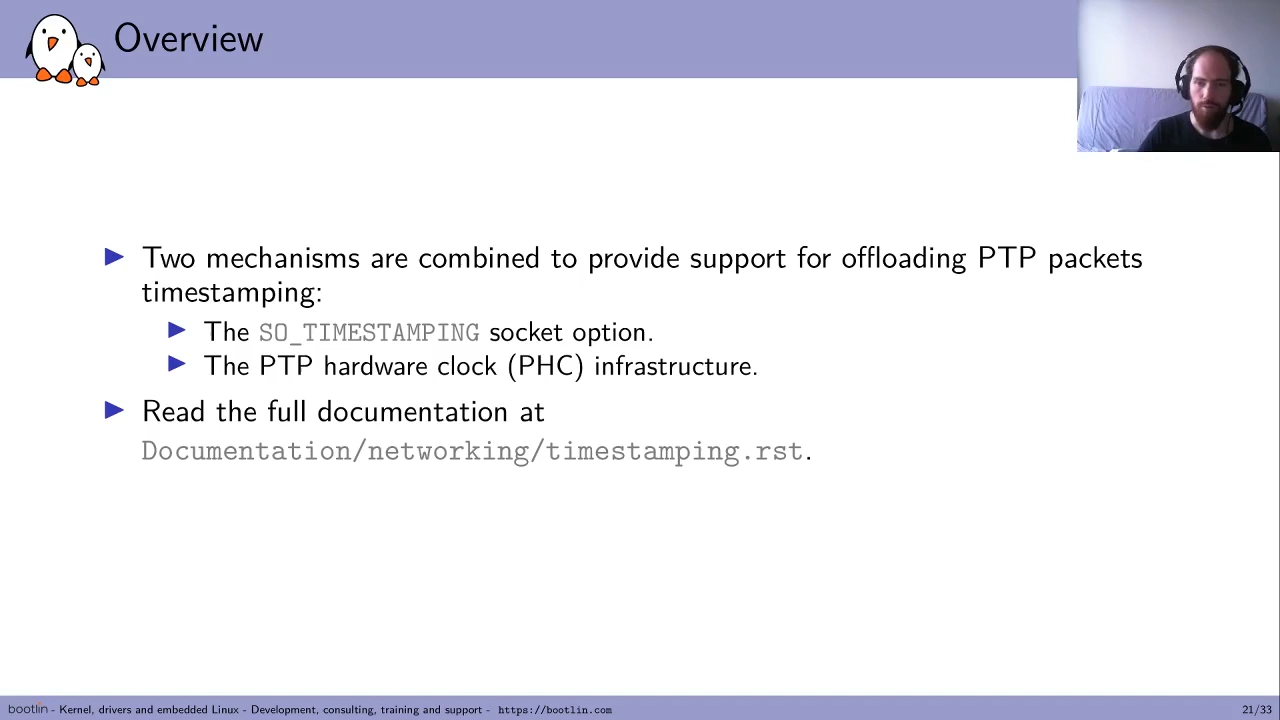 Overview
Two mechanisms are combined to provide support for offloading PTP packets
timestamping:
The SO_TIMESTAMPING socket option.
The PTP hardware clock (PHC) infrastructure.
Read the full documentation at
Documentation/networking/timestamping.rst.
bootlin - Kernel, drivers and embedded Linux - Development, consulting, training and support - https://bootlin.com
21/33